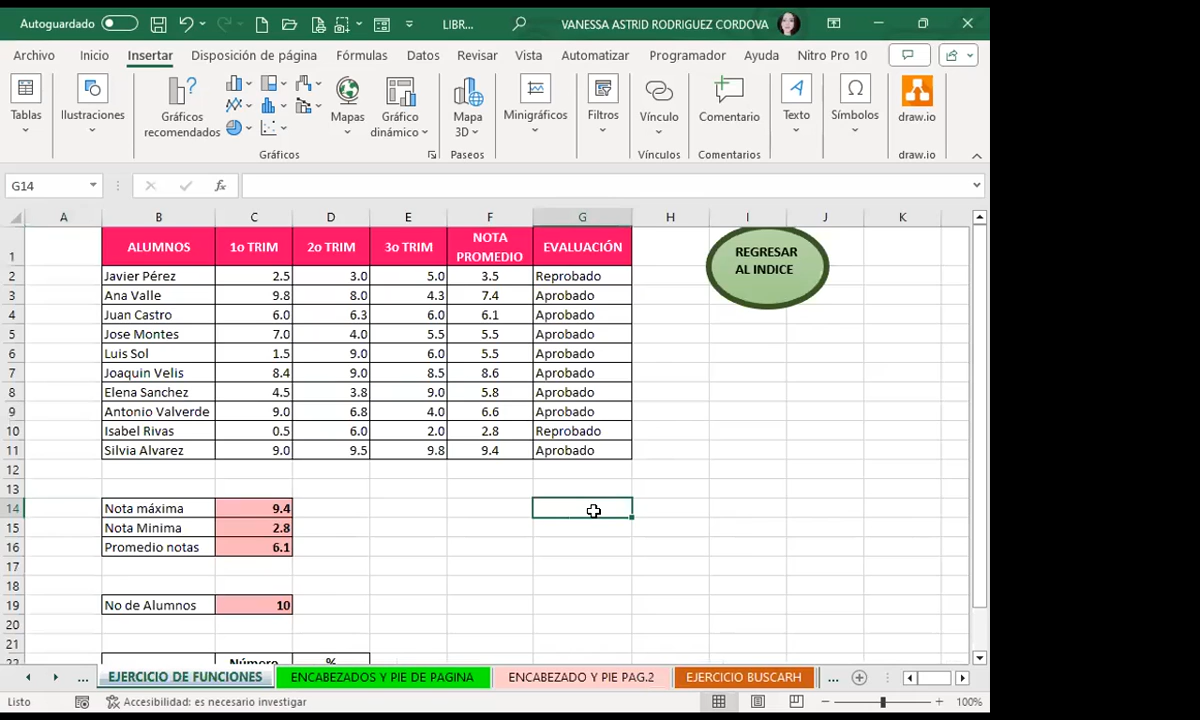 Autoguardado
LIBR...
VANESSA ASTRID RODRIGUEZ CORDOVA
Archivo Inicio Insertar Disposición de página Fórmulas Datos Revisar Vista Automatizar Programador Ayuda Nitro Pro 10
Tablas
Ilustraciones
Gráficos recomendados
Mapas
Gráfico dinámico
Mapa 3D
Minigráficos
Filtros
Vínculo
Comentario
Texto
Símbolos
draw.io
Gráficos Paseos Vínculos Comentarios draw.io
G14 fx
A B C D E F G H I J K
1 ALUMNOS 1o TRIM 2o TRIM 3o TRIM NOTA PROMEDIO EVALUACIÓN
REGRESAR
AL INDICE
2 Javier Pérez 2.5 3.0 5.0 3.5 Reprobado
3 Ana Valle 9.8 8.0 4.3 7.4 Aprobado
4 Juan Castro 6.0 6.3 6.0 6.1 Aprobado
5 Jose Montes 7.0 4.0 5.5 5.5 Aprobado
6 Luis Sol 1.5 9.0 6.0 5.5 Aprobado
7 Joaquin Velis 8.4 9.0 8.5 8.6 Aprobado
8 Elena Sanchez 4.5 3.8 9.0 5.8 Aprobado
9 Antonio Valverde 9.0 6.8 4.0 6.6 Aprobado
10 Isabel Rivas 0.5 6.0 2.0 2.8 Reprobado
11 Silvia Alvarez 9.0 9.5 9.8 9.4 Aprobado
12
13
14 Nota máxima 9.4
15 Nota Minima 2.8
16 Promedio notas 6.1
17
18
19 No de Alumnos 10
20
21
22 Número %
... EJERCICIO DE FUNCIONES ENCABEZADOS Y PIE DE PAGINA ENCABEZADO Y PIE PAG.2 EJERCICIO BUSCARH ...
Listo Accesibilidad: es necesario investigar 100%